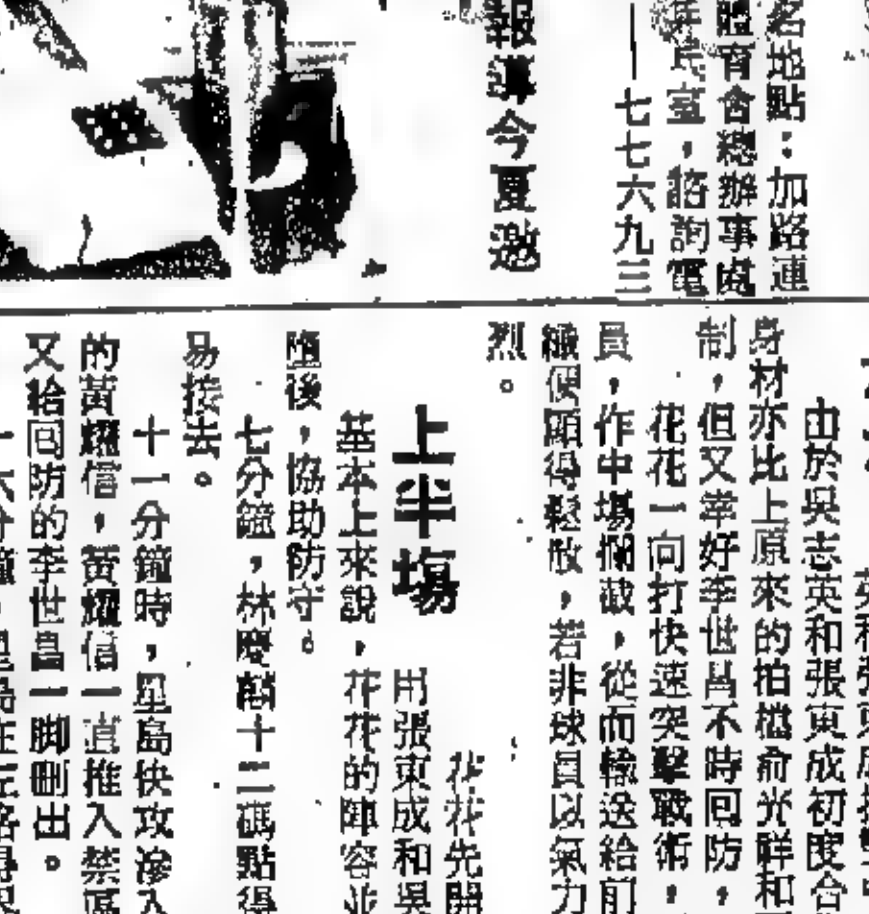 名地點：加路連
體育會總辦事處
民室，諮詢電
—七七六九三
報導今夏邀
由於吳志英和張東成初度合
身材亦比上原來的拍檔俞光祥和
制，但又幸好李世昌不時回防，
花花一向打快速突擊戰術，
員，作中場攔截，從而輸送給前
線便顯得鬆散，若非球員以氣力
烈。
上半塲
花花先開
用張東成和吳
基本上來說，花花的陣容並
墮後，協助防守。
七分鐘，林慶麟十二碼點得
易接去。
十一分鐘時，星島快攻滲入
的黃耀信，黃耀信一直推入禁區
又給回防的李世昌一脚剷出。